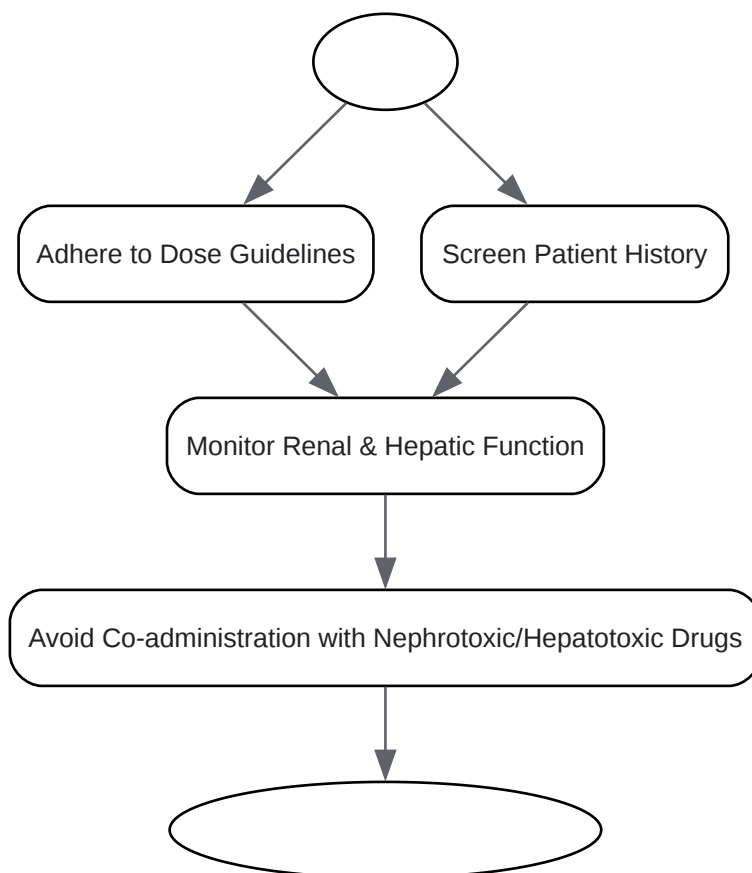 Adhere to Dose Guidelines
Screen Patient History
Monitor Renal & Hepatic Function
Avoid Co-administration with Nephrotoxic/Hepatotoxic Drugs